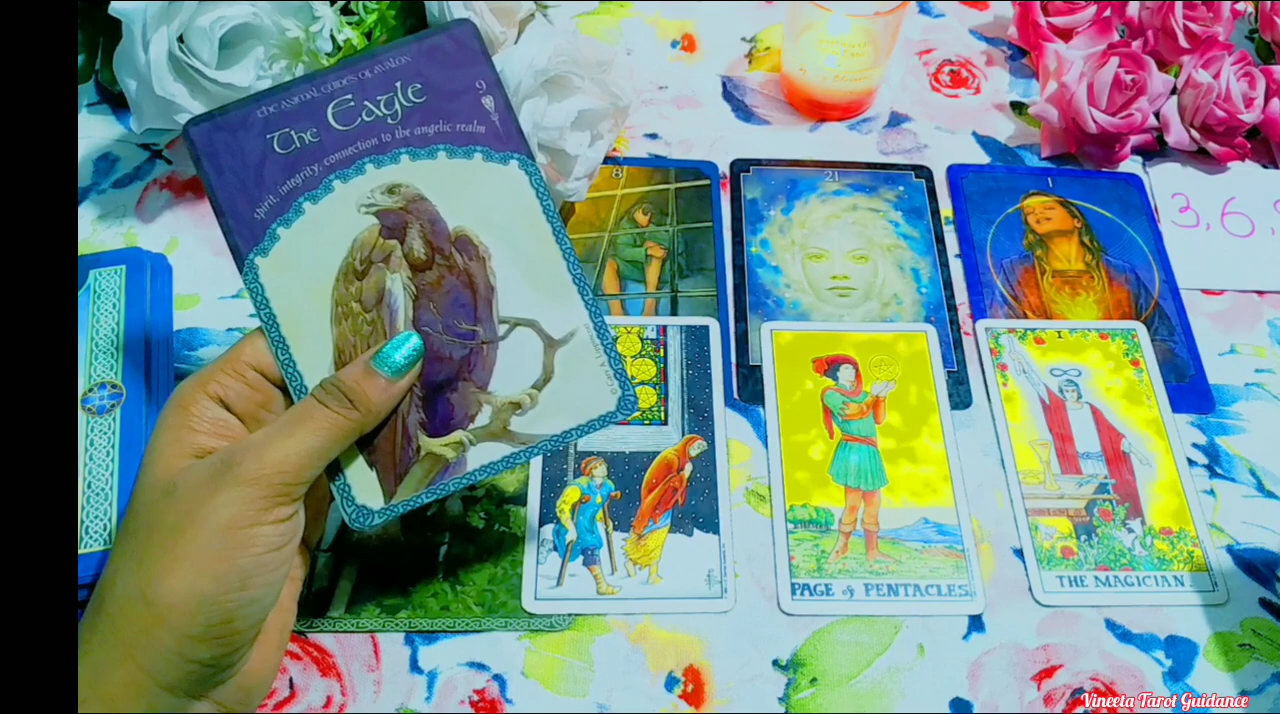 THE ANIMAL GUIDES OF AVALON
The Eagle
9
spirit, integrity, connection to the angelic realm
8
21
I
3, 6,
I
PAGE of PENTACLES
THE MAGICIAN.
Vineeta Tarot Guidance